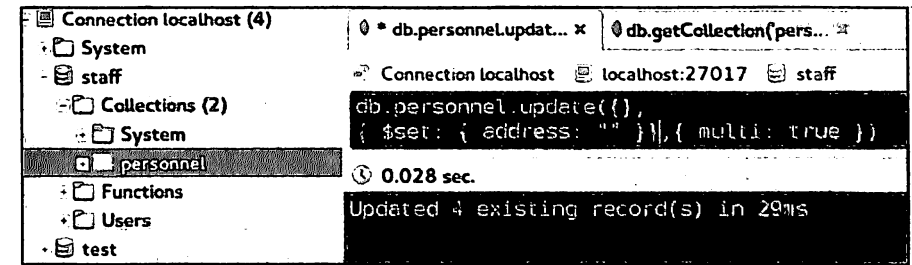 Connection localhost (4)
System
staff
Collections (2)
System
personnel
Functions
Users
test
* db.personnel.updat... × db.getCollection('pers...
Connection localhost localhost:27017 staff
db.personnel.update({},
{ $set: { address: "" }},{ multi: true })
0.028 sec.
Updated 4 existing record(s) in 29ms